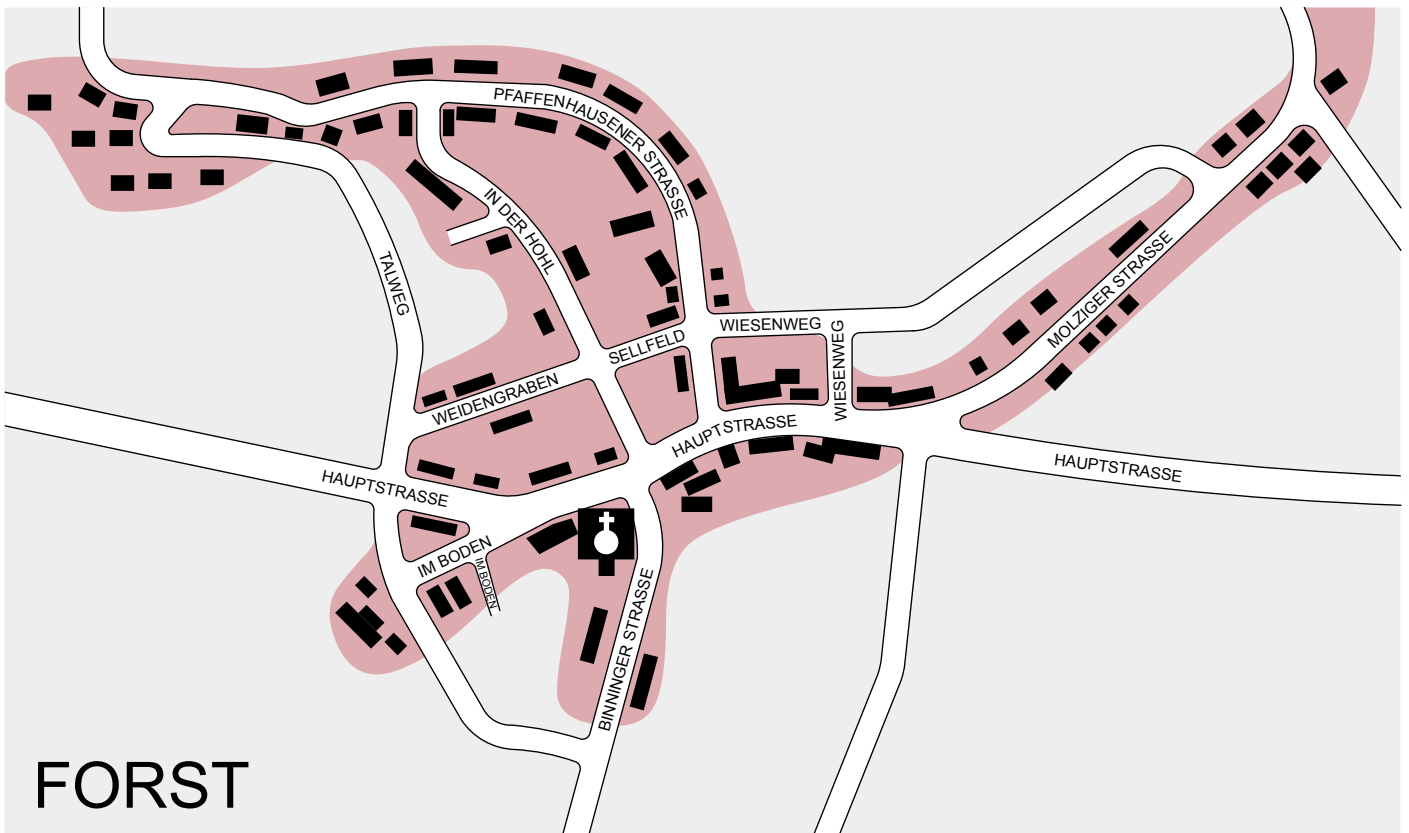 PFAFFENHAUSENER STRASSE
IN DER HOHL
TALWEG
MOLZIGER STRASSE
WIESENWEG
WIESENWEG
SELLFELD
WEIDENGRABEN
HAUPTSTRASSE
HAUPTSTRASSE
HAUPTSTRASSE
IM BODEN
IM BODEN
BINNINGER STRASSE
FORST